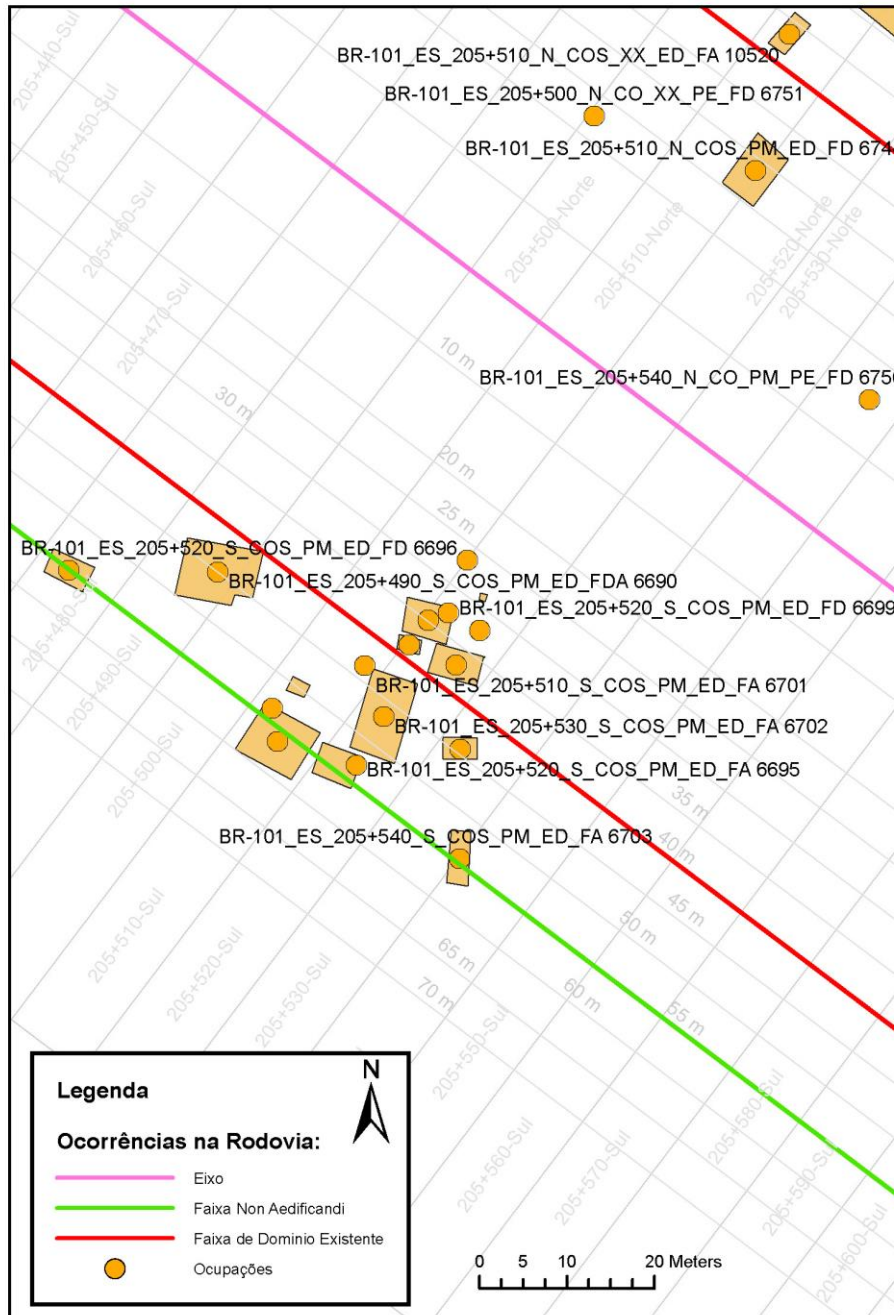 205+440-Sul
205+450-Sul
205+460-Sul
205+470-Sul
BR-101_ES_205+510_N_COS_XX_ED_FA 10520
BR-101_ES_205+500_N_CO_XX_PE_FD 6751
BR-101_ES_205+510_N_COS_PM_ED_FD 674
205+500-Norte
205+510-Norte
205+520-Norte
205+530-Norte
10 m
BR-101_ES_205+540_N_CO_PM_PE_FD 6750
30 m
20 m
25 m
BR-101_ES_205+520_S_COS_PM_ED_FD 6696
BR-101_ES_205+490_S_COS_PM_ED_FDA 6690
BR-101_ES_205+520_S_COS_PM_ED_FD 6699
205+480-Sul
205+490-Sul
BR-101_ES_205+510_S_COS_PM_ED_FA 6701
BR-101_ES_205+530_S_COS_PM_ED_FA 6702
BR-101_ES_205+520_S_COS_PM_ED_FA 6695
205+500-Sul
35 m
BR-101_ES_205+540_S_COS_PM_ED_FA 6703
40 m
45 m
50 m
205+510-Sul
205+520-Sul
205+530-Sul
65 m
70 m
60 m
55 m
205+550-Sul
205+560-Sul
205+570-Sul
205+580-Sul
205+590-Sul
205+600-Sul
Legenda
N
Ocorrências na Rodovia:
Eixo
Faixa Non Aedificandi
Faixa de Dominio Existente
Ocupações
0 5 10 20 Meters